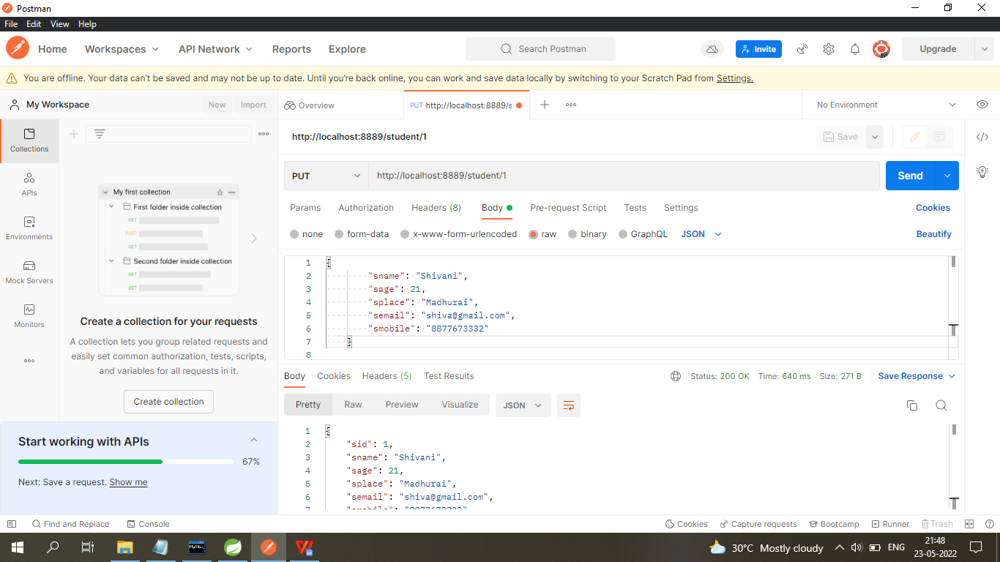 Postman
File Edit View Help
Home Workspaces API Network Reports Explore Search Postman Invite Upgrade
You are offline. Your data can't be saved and may not be up to date. Until you're back online, you can work and save data locally by switching to your Scratch Pad from Settings.
My Workspace New Import Overview PUT http://localhost:8889/s No Environment
Collections
APIs
Environments
Mock Servers
Monitors
My first collection
First folder inside collection
GET
POST
GET
Second folder inside collection
GET
GET
Create a collection for your requests
A collection lets you group related requests and
easily set common authorization, tests, scripts,
and variables for all requests in it.
Create collection
Start working with APIs
67%
Next: Save a request. Show me
http://localhost:8889/student/1 Save
PUT http://localhost:8889/student/1 Send
Params Authorization Headers (8) Body Pre-request Script Tests Settings Cookies
none form-data x-www-form-urlencoded raw binary GraphQL JSON Beautify
1 {
2 "sname": "Shivani",
3 "sage": 21,
4 "splace": "Madhurai",
5 "semail": "shiva@gmail.com",
6 "smobile": "8877673332"
7 }
8
Body Cookies Headers (5) Test Results Status: 200 OK Time: 640 ms Size: 271 B Save Response
Pretty Raw Preview Visualize JSON
1 {
2 "sid": 1,
3 "sname": "Shivani",
4 "sage": 21,
5 "splace": "Madhurai",
6 "semail": "shiva@gmail.com",
7 "smobile": "8877673332"
Find and Replace Console Cookies Capture requests Bootcamp Runner Trash
MySQL 30°C Mostly cloudy ENG 21:48
23-05-2022